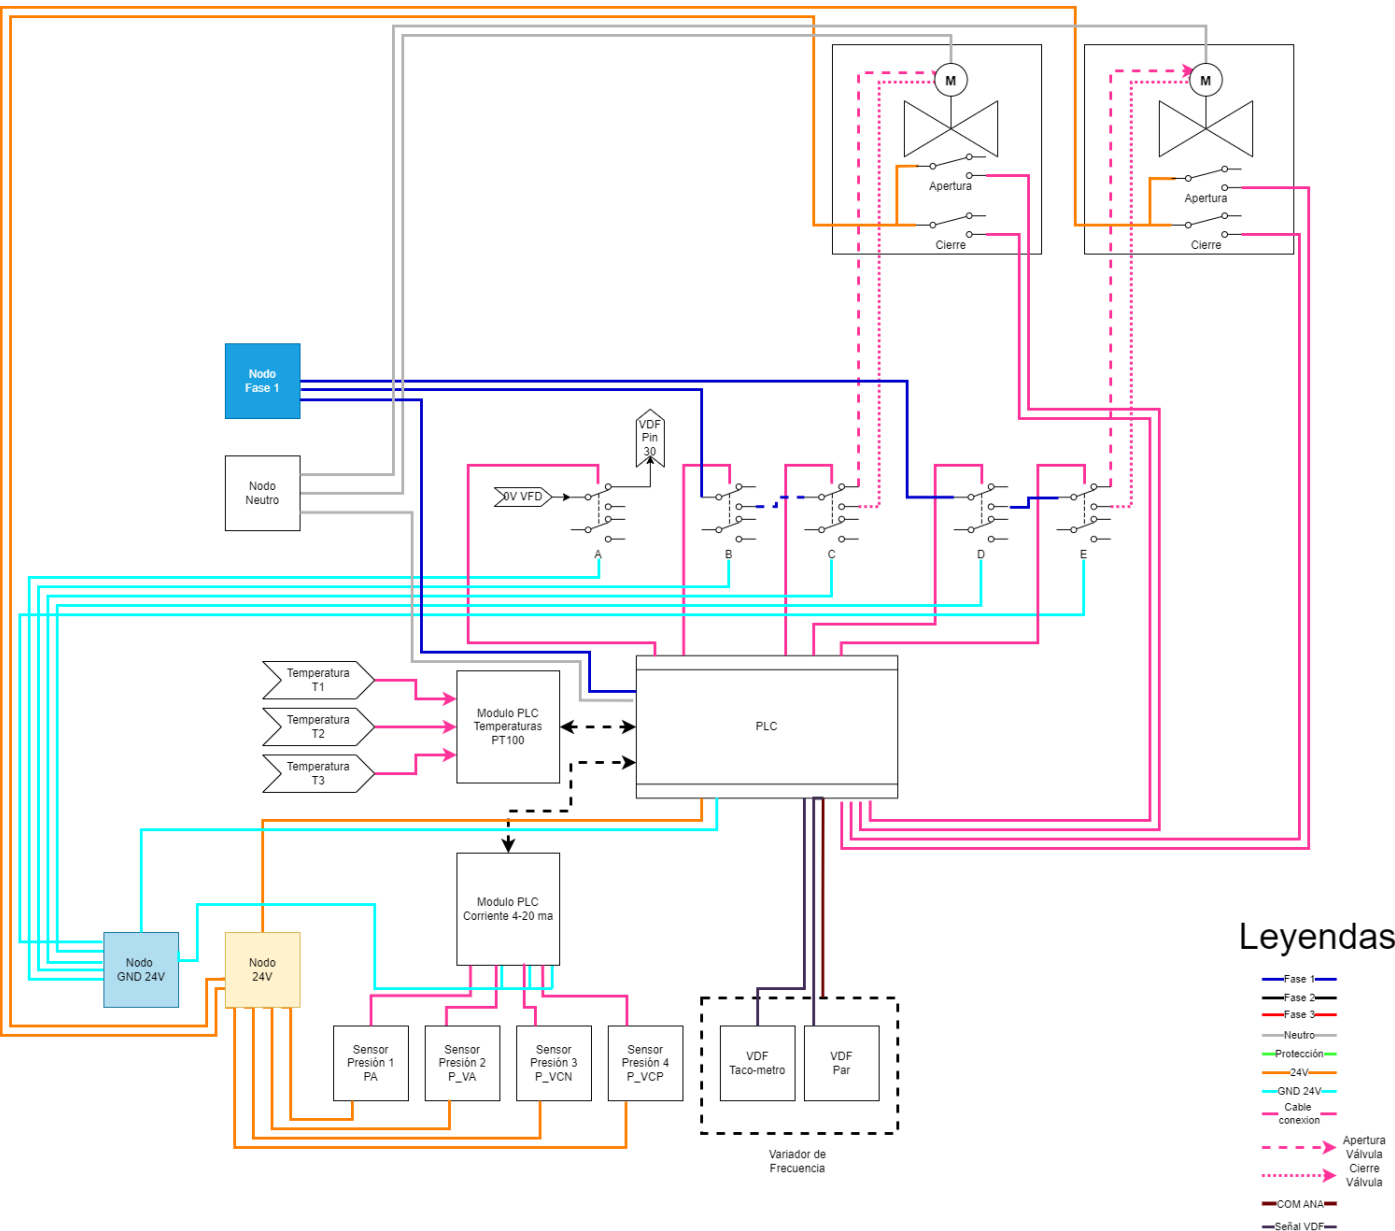 M
M
Apertura
Cierre
Apertura
Cierre
Nodo
Fase 1
VDF
Pin
30
Nodo
Neutro
0V VFD
A
B
C
D
E
Temperatura
T1
Temperatura
T2
Temperatura
T3
Modulo PLC
Temperaturas
PT100
PLC
Modulo PLC
Corriente 4-20 ma
Nodo
GND 24V
Nodo
24V
Sensor
Presión 1
PA
Sensor
Presión 2
P_VA
Sensor
Presión 3
P_VCN
Sensor
Presión 4
P_VCP
VDF
Taco-metro
VDF
Par
Variador de
Frecuencia
Leyendas
Fase 1
Fase 2
Fase 3
Neutro
Protección
24V
GND 24V
Cable
conexion
Apertura
Válvula
Cierre
Válvula
COM ANA
Señal VDF